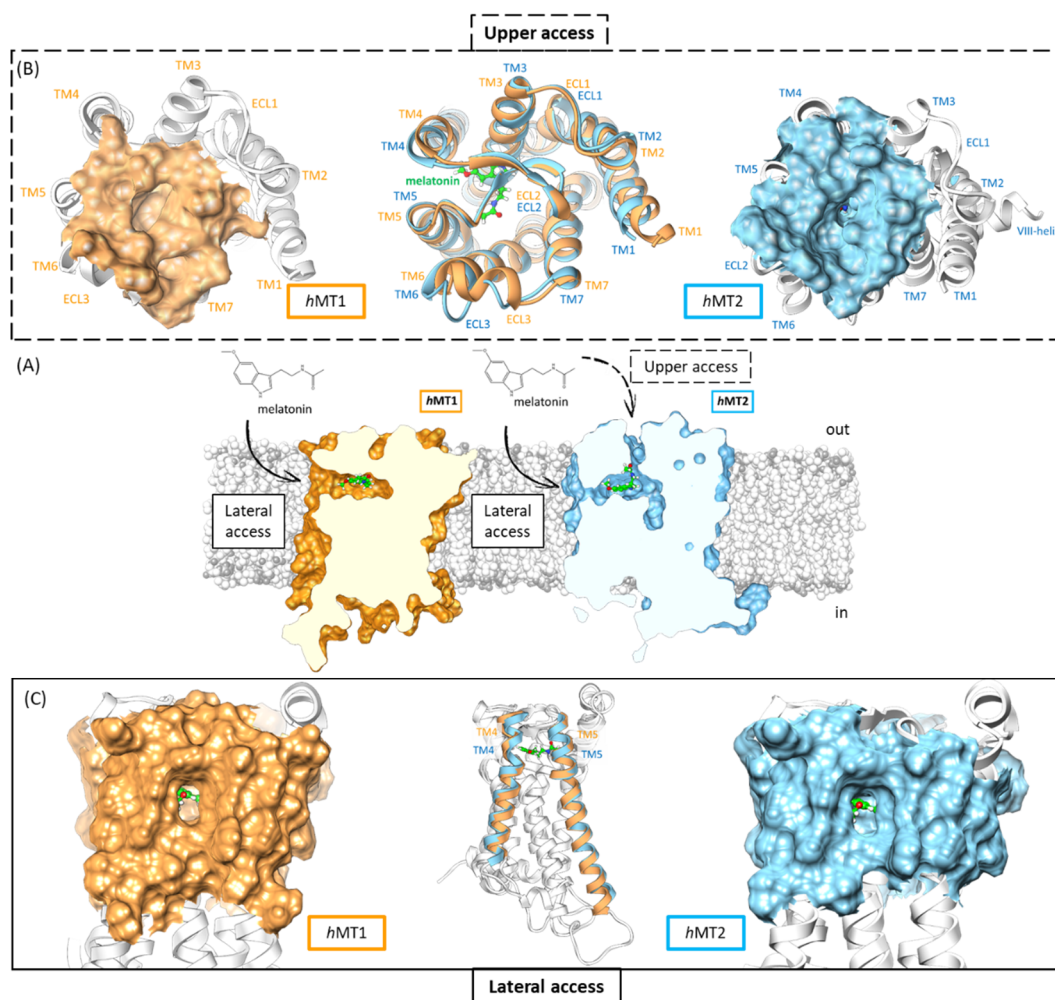 Upper access
(B)
TM3
TM4
ECL1
TM5
TM2
TM6
ECL3
TM7
TM1
hMT1
TM3
TM3
ECL1
ECL1
TM4
TM4
TM2
TM2
melatonin
ECL2
ECL2
TM5
TM5
TM1
TM1
TM6
TM6
TM7
TM7
ECL3
ECL3
TM4
TM3
ECL1
TM5
TM2
VIII-heli
ECL2
TM7
TM1
TM6
hMT2
(A)
H
N
O
N
H
melatonin
hMT1
H
N
O
N
H
melatonin
Upper access
hMT2
out
Lateral
access
Lateral
access
in
(C)
TM4
TM5
TM4
TM5
hMT1
hMT2
Lateral access